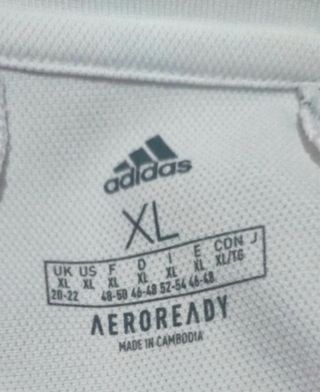 adidas
XL
UK US F D I E CON J
XL XL XL XL XL XL XL/TG
20-22 48-50 46-48 52-54 46-48
AEROREADY
MADE IN CAMBODIA